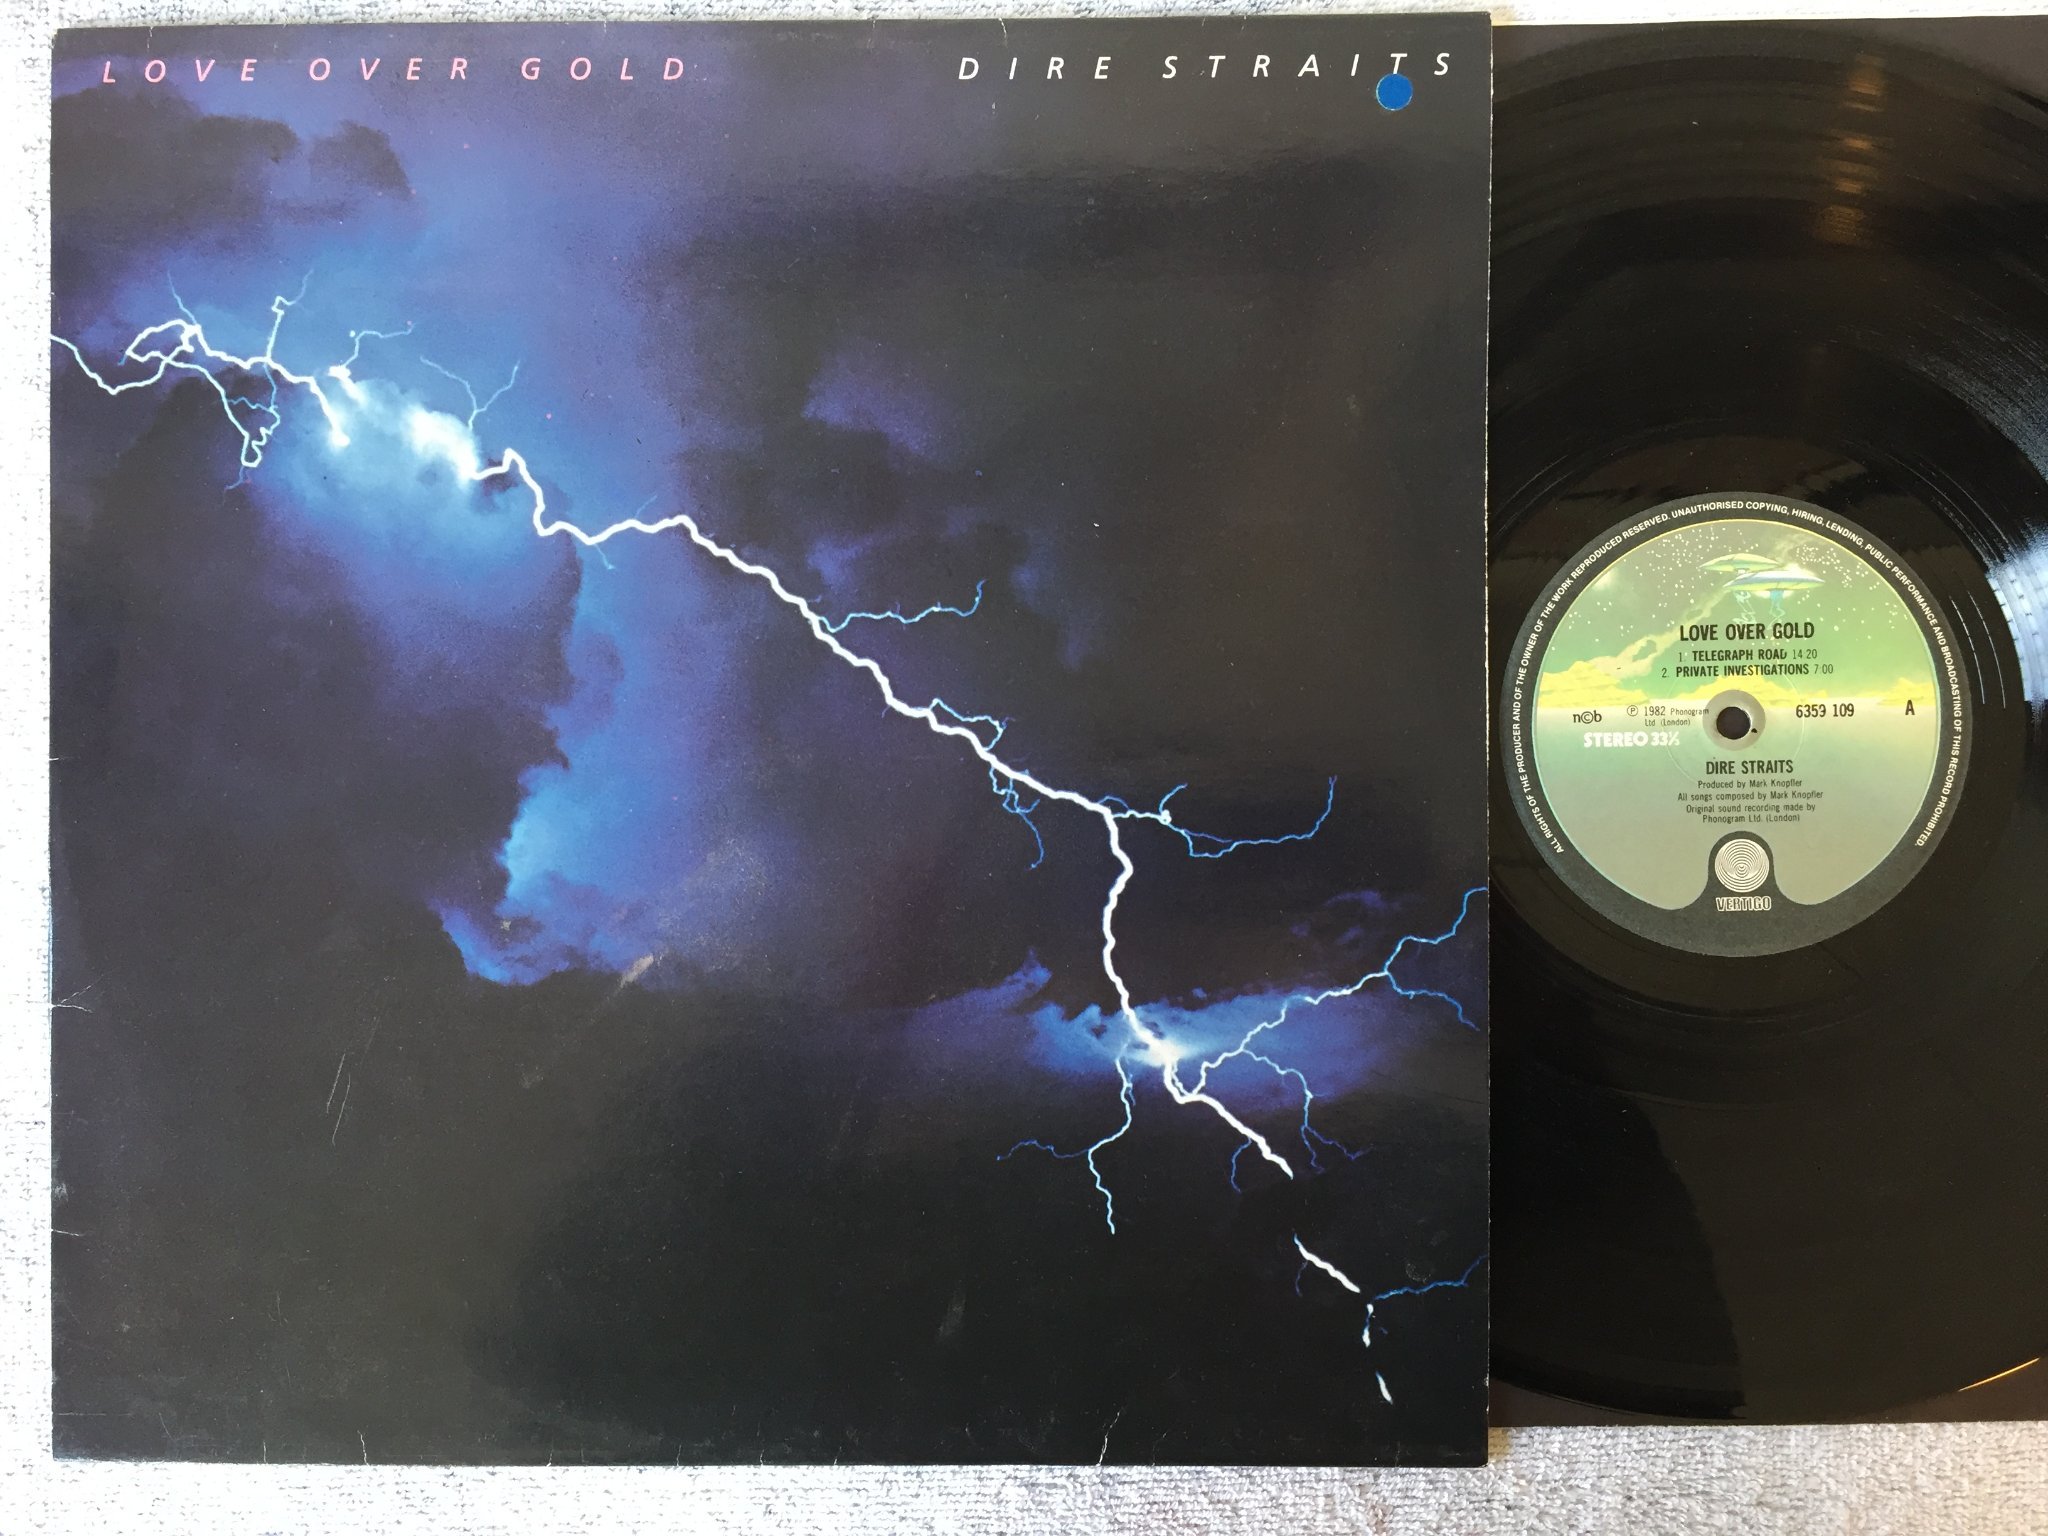 LOVE OVER GOLD
DIRE STRAITS
ALL RIGHTS OF THE PRODUCER AND OF THE OWNER OF THE WORK REPRODUCED RESERVED. UNAUTHORISED COPYING, HIRING, LENDING, PUBLIC PERFORMANCE AND BROADCASTING OF THIS RECORD PROHIBITED.
LOVE OVER GOLD
1. TELEGRAPH ROAD 14:20
2. PRIVATE INVESTIGATIONS 7:00
n©b
℗ 1982 Phonogram
Ltd (London)
6359 109
A
STEREO 33⅓
DIRE STRAITS
Produced by Mark Knopfler
All songs composed by Mark Knopfler
Original sound recording made by
Phonogram Ltd. (London)
VERTIGO